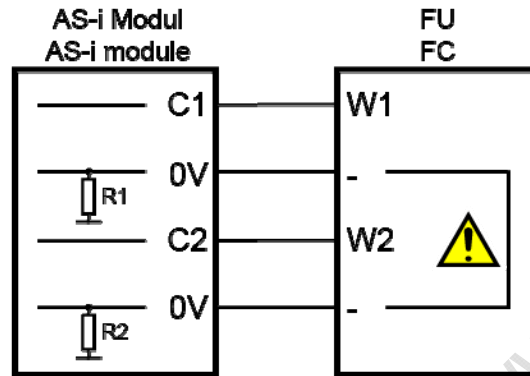 AS-i Modul
AS-i module
FU
FC
C1
W1
0V
-
R1
C2
W2
0V
-
R2